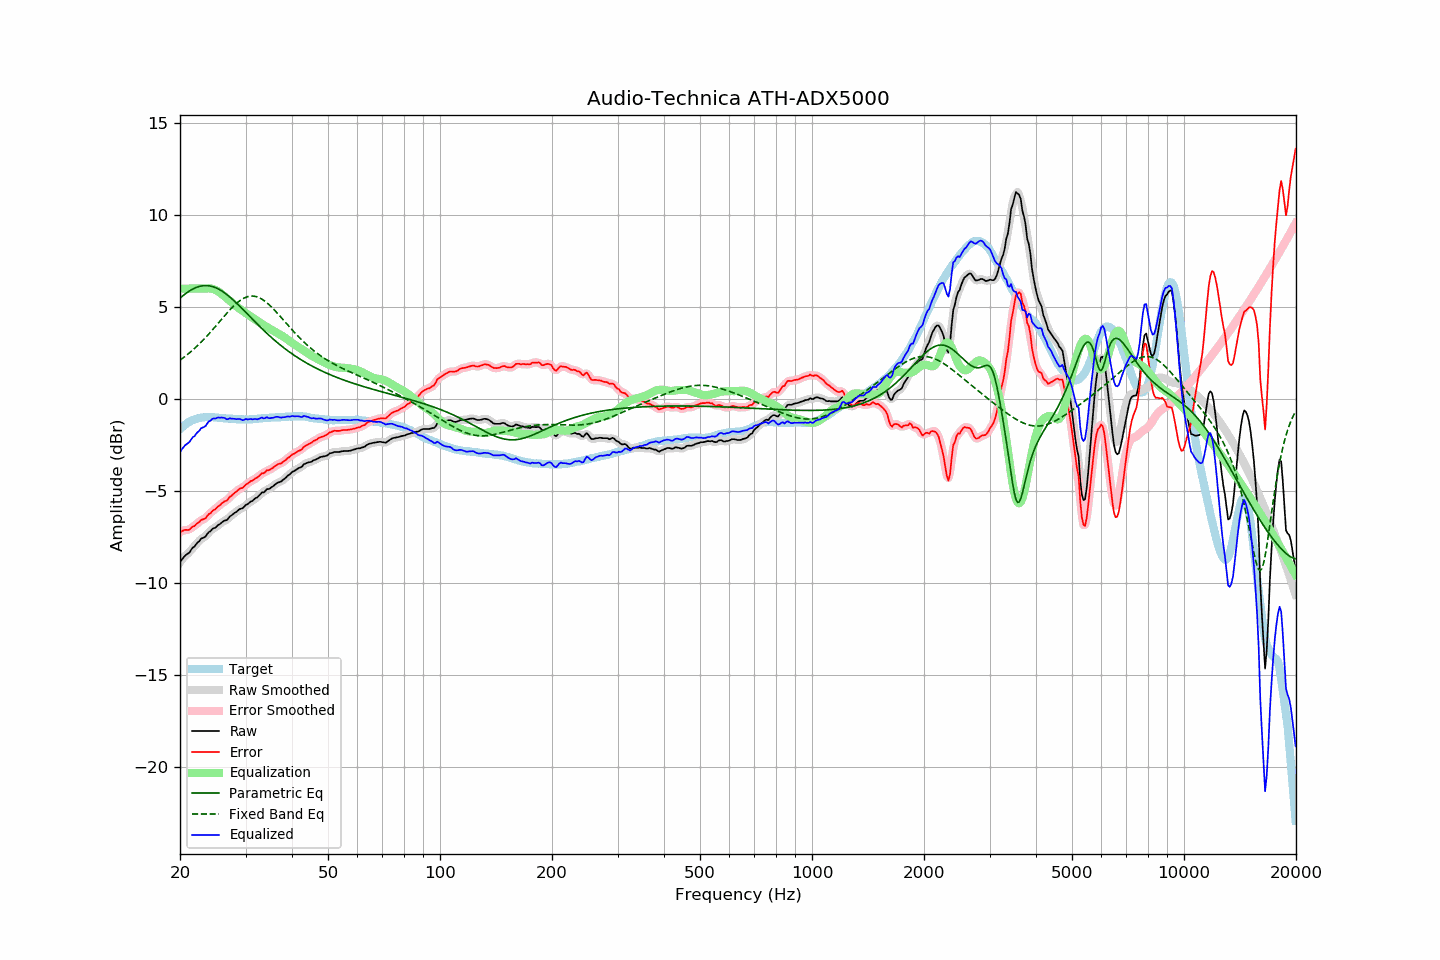 Audio-Technica ATH-ADX5000
15
10
5
0
−5
−10
−15
−20
Amplitude (dBr)
Target
Raw Smoothed
Error Smoothed
Raw
Error
Equalization
Parametric Eq
Fixed Band Eq
Equalized
20 50 100 200 500 1000 2000 5000 10000 20000
Frequency (Hz)